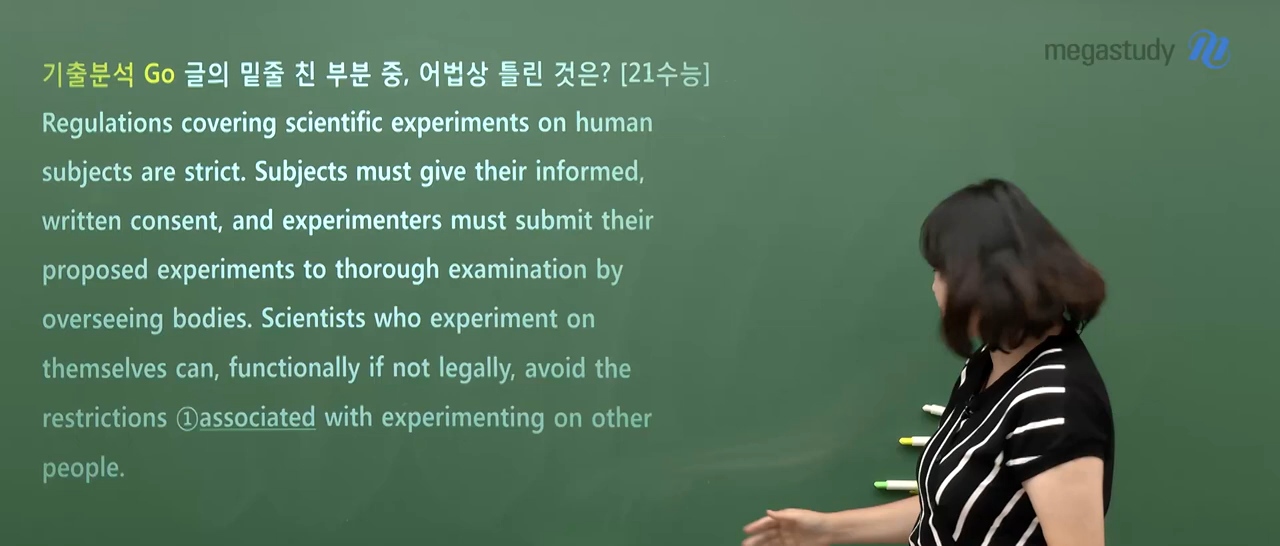 megastudy
기출분석 Go 글의 밑줄 친 부분 중, 어법상 틀린 것은? [21수능]
Regulations covering scientific experiments on human
subjects are strict. Subjects must give their informed,
written consent, and experimenters must submit their
proposed experiments to thorough examination by
overseeing bodies. Scientists who experiment on
themselves can, functionally if not legally, avoid the
restrictions ①associated with experimenting on other
people.